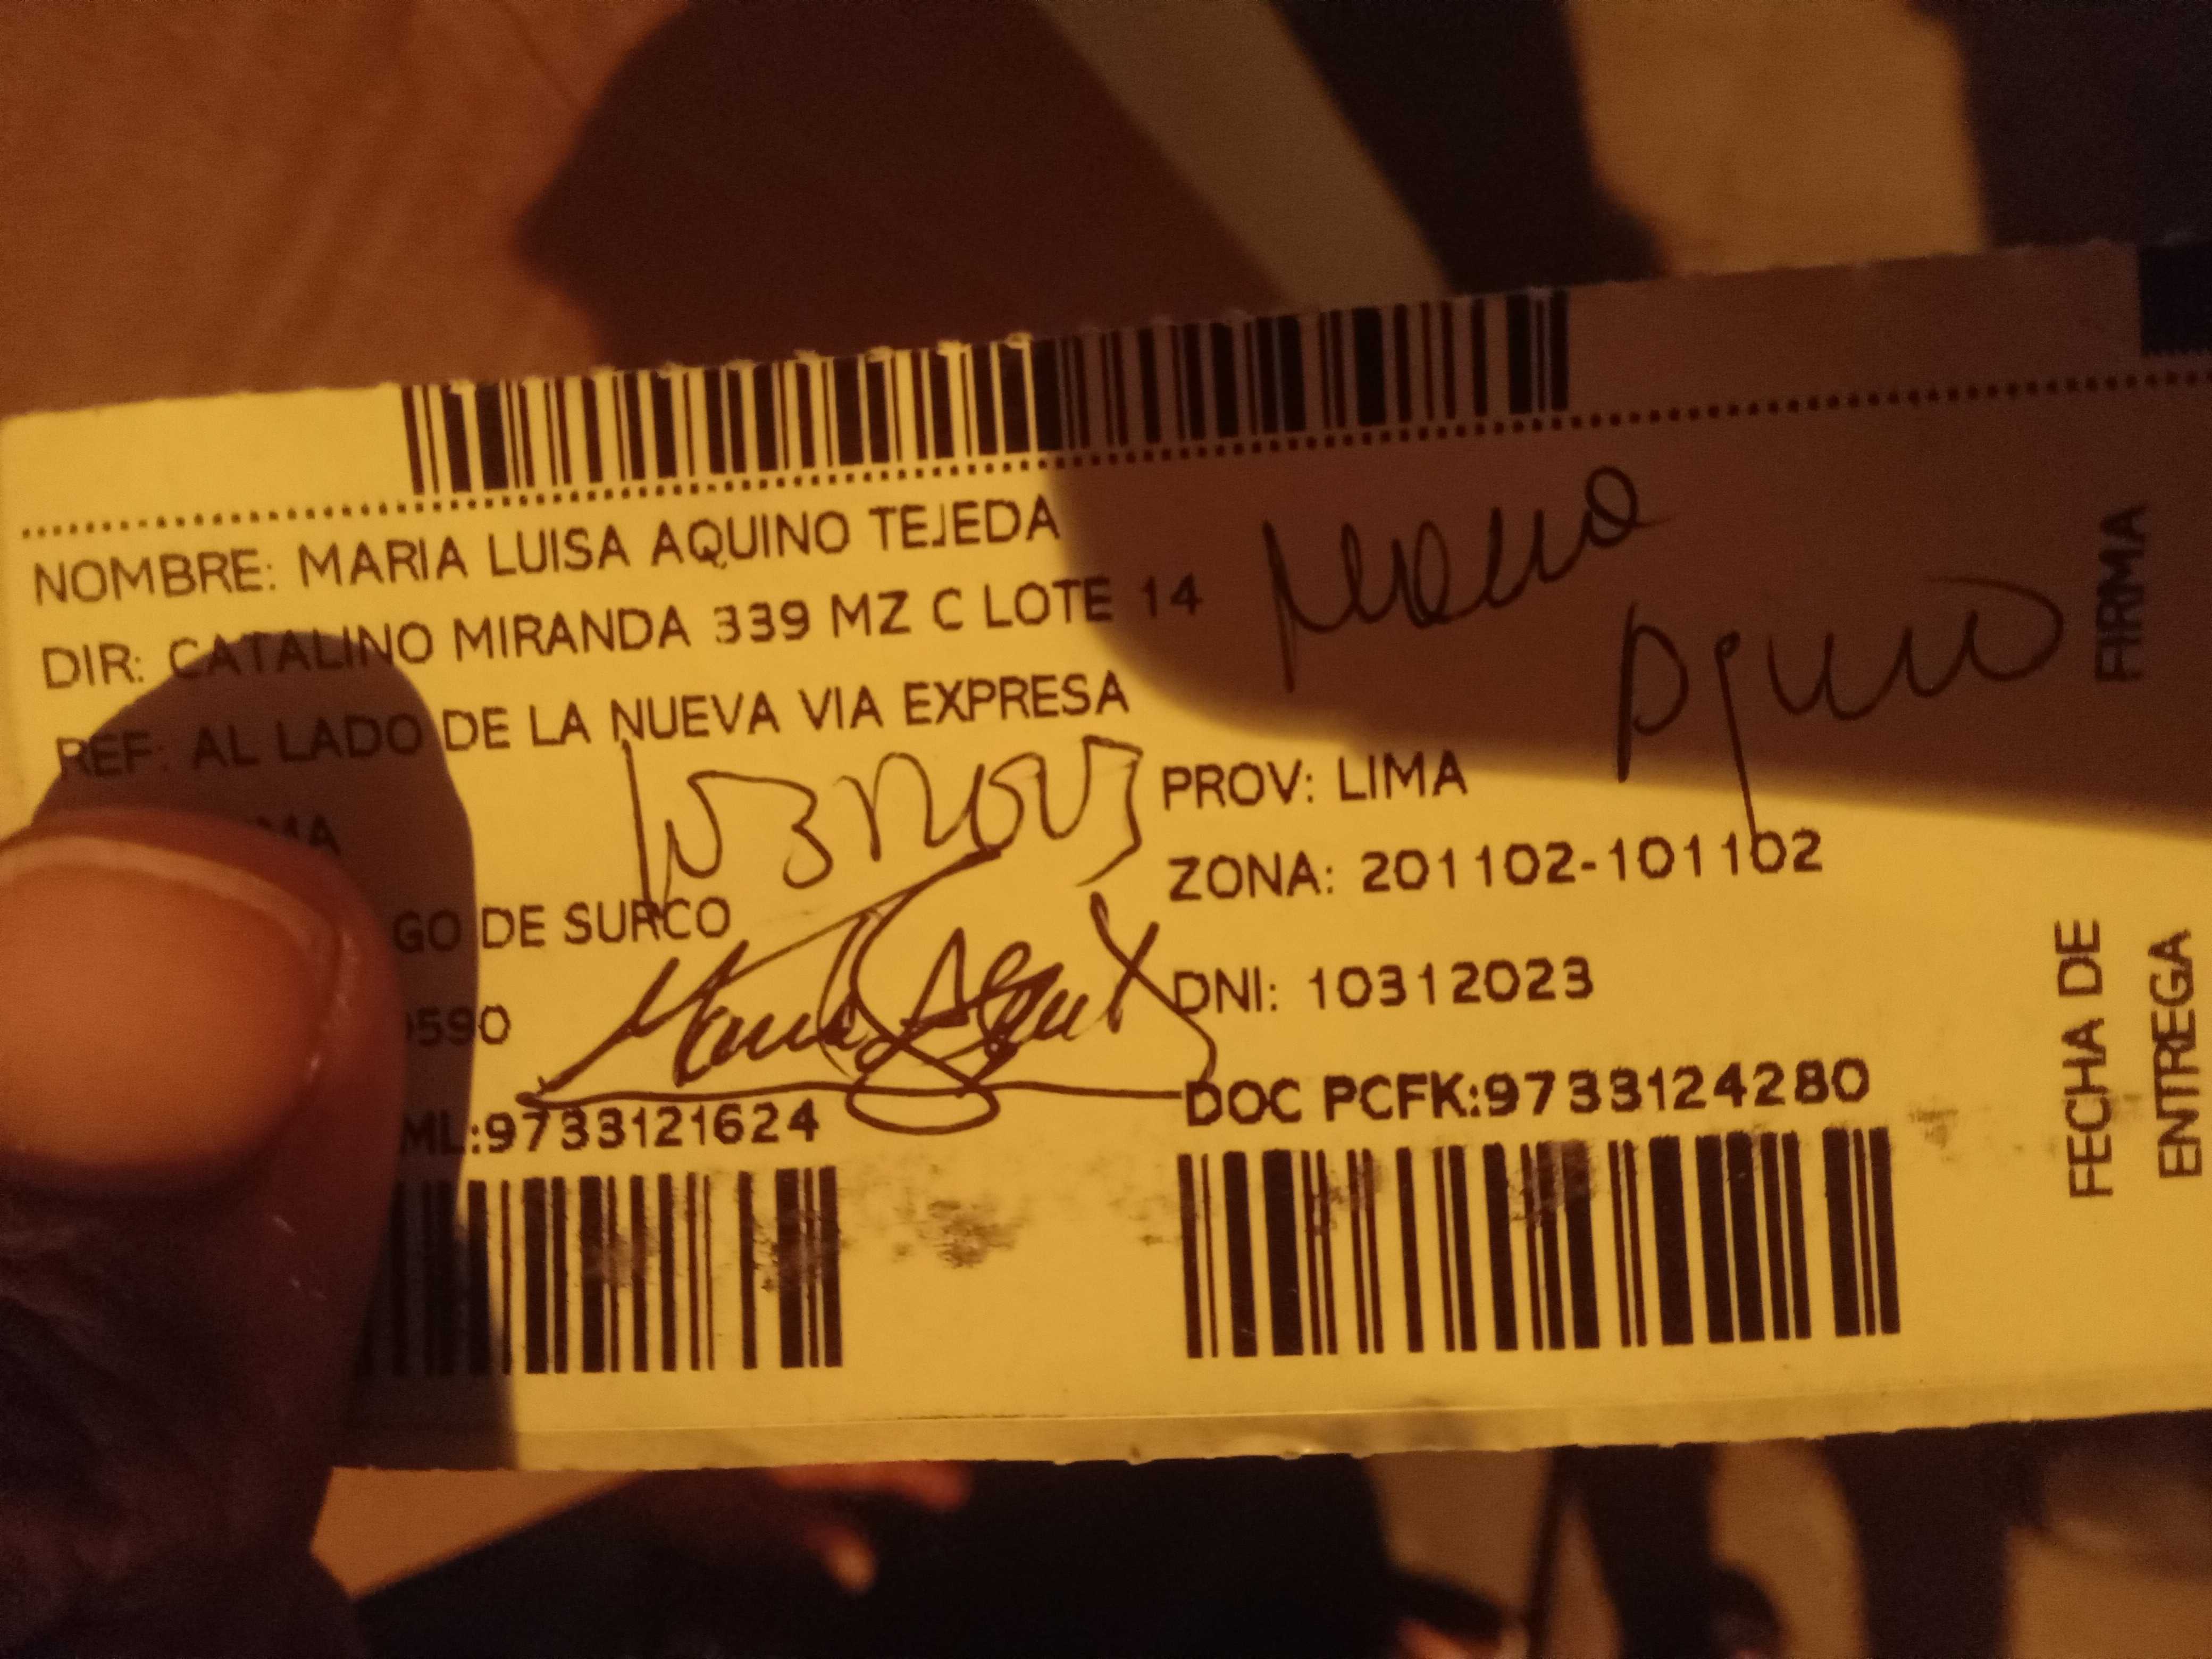 NOMBRE: MARIA LUISA AQUINO TEJEDA
DIR: CATALINO MIRANDA 339 MZ C LOTE 14
REF: AL LADO DE LA NUEVA VIA EXPRESA
PROV: LIMA
ZONA: 201102-101102
GO DE SURCO
DNI: 10312023
0590
ML:9733121624
DOC PCFK:9733124280
Aquino
FIRMA
FECHA DE
ENTREGA